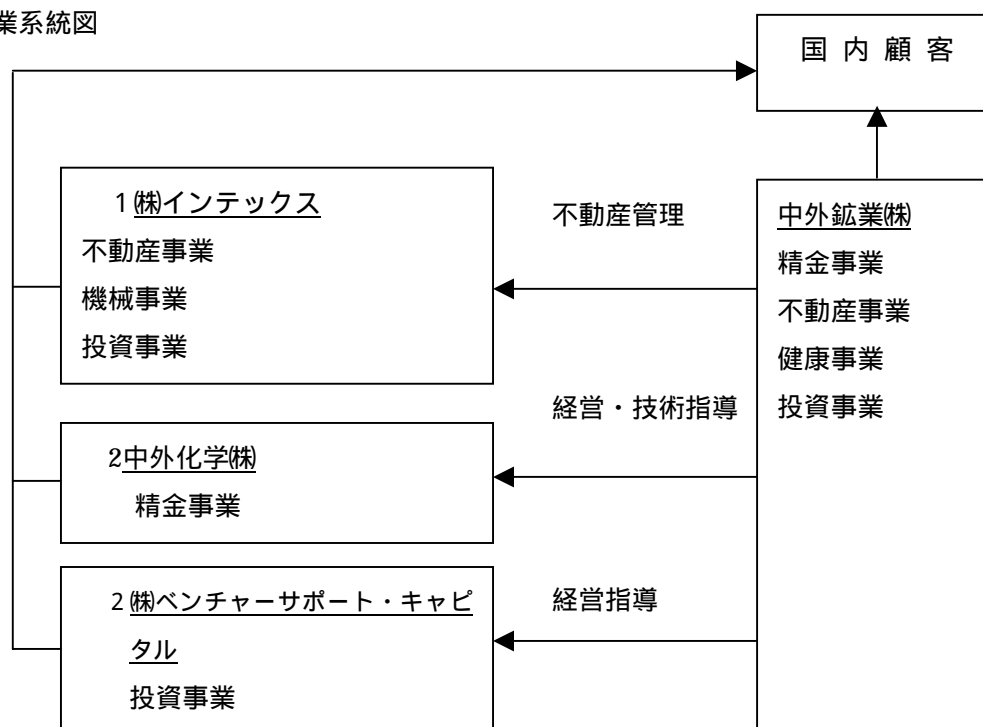 業系統図
国 内 顧 客
1㈱インテックス
不動産事業
機械事業
投資事業
不動産管理
中外鉱業㈱
精金事業
不動産事業
健康事業
投資事業
経営・技術指導
2中外化学㈱
精金事業
2㈱ベンチャーサポート・キャピ
タル
投資事業
経営指導